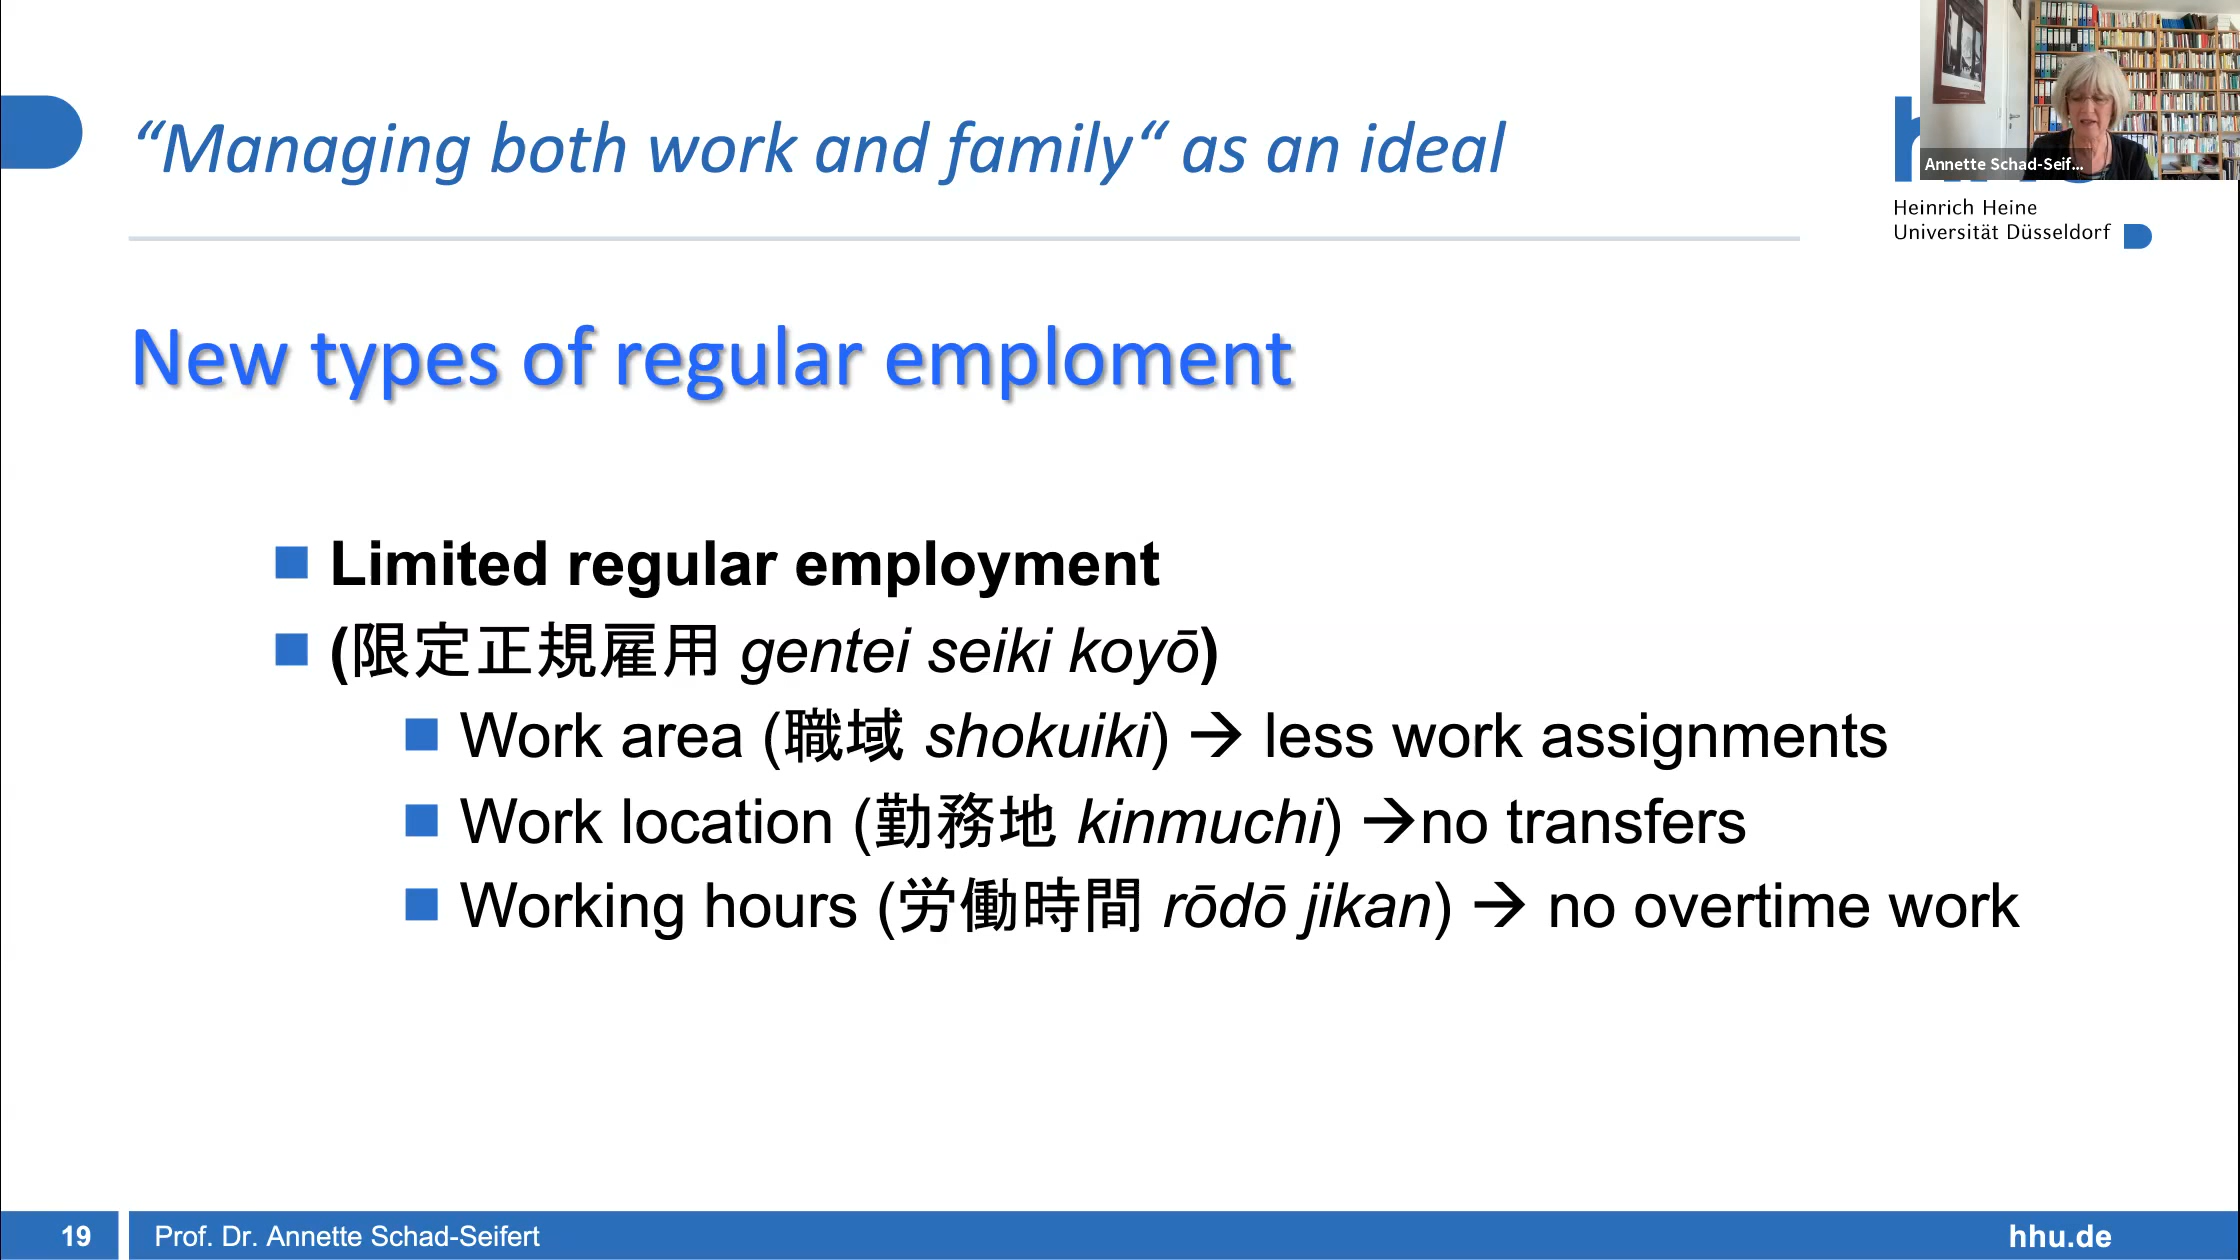 “Managing both work and family“ as an ideal
Annette Schad-Seif...
Heinrich Heine
Universität Düsseldorf
New types of regular emploment
Limited regular employment
(限定正規雇用 gentei seiki koyō)
Work area (職域 shokuiki) → less work assignments
Work location (勤務地 kinmuchi) →no transfers
Working hours (労働時間 rōdō jikan) → no overtime work
19
Prof. Dr. Annette Schad-Seifert
hhu.de